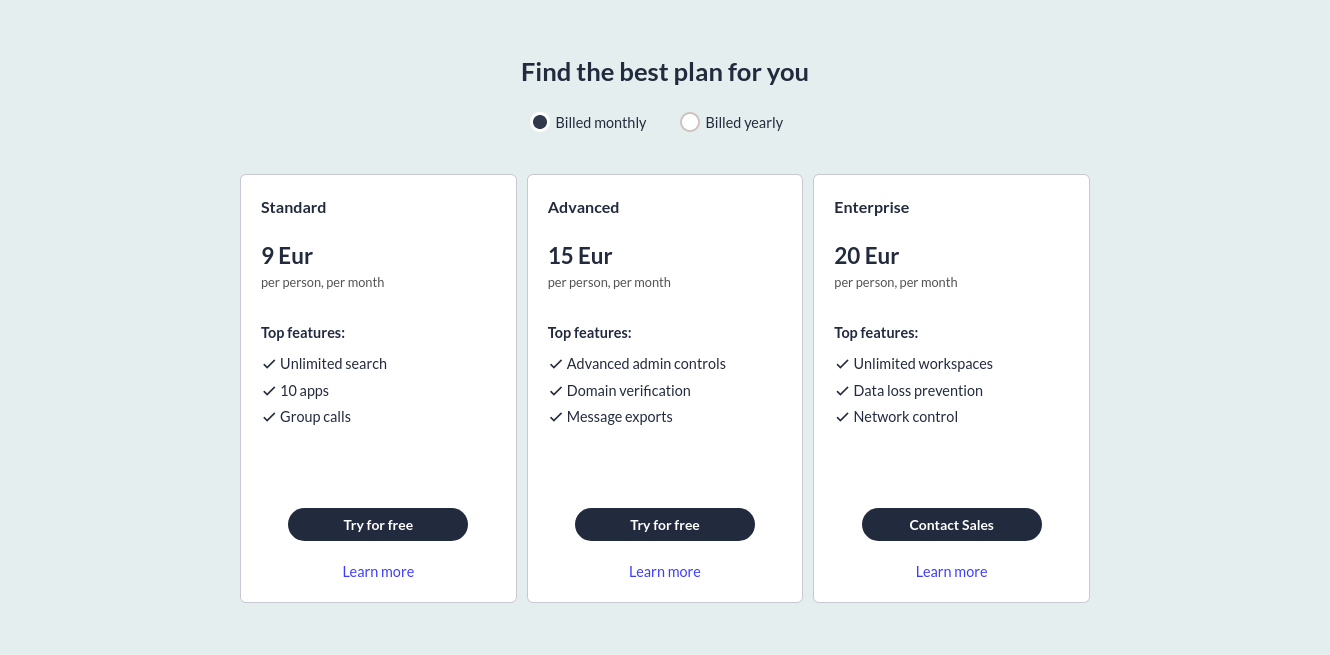 Find the best plan for you
Billed monthly
Billed yearly
Standard
9 Eur
per person, per month
Top features:
Unlimited search
10 apps
Group calls
Try for free
Learn more
Advanced
15 Eur
per person, per month
Top features:
Advanced admin controls
Domain verification
Message exports
Try for free
Learn more
Enterprise
20 Eur
per person, per month
Top features:
Unlimited workspaces
Data loss prevention
Network control
Contact Sales
Learn more